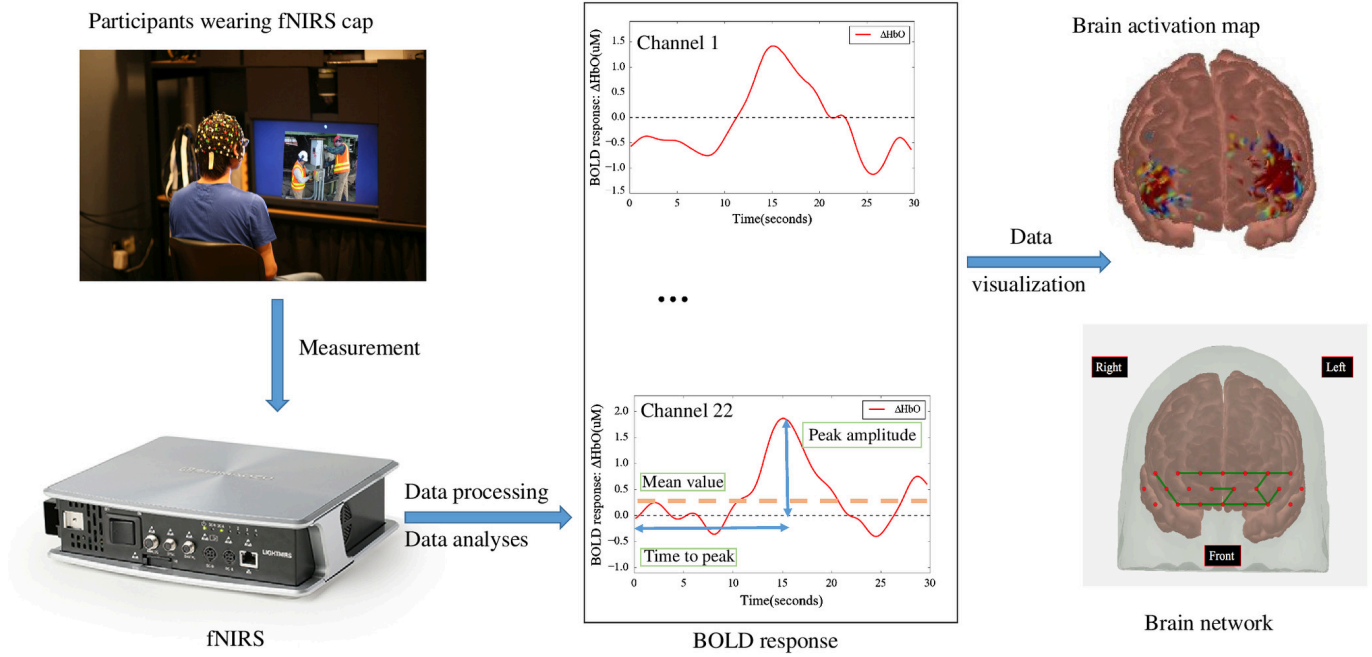 Participants wearing fNIRS cap
Measurement
LIGHTNIRS
fNIRS
Data processing
Data analyses
Channel 1
ΔHbO
BOLD response: ΔHbO(uM)
1.5
1.0
0.5
0.0
−0.5
−1.0
−1.5
0 5 10 15 20 25 30
Time(seconds)
...
Channel 22
ΔHbO
BOLD response: ΔHbO(uM)
2.0
1.5
1.0
0.5
0.0
−0.5
−1.0
Peak amplitude
Mean value
Time to peak
0 5 10 15 20 25 30
Time(seconds)
BOLD response
Data
visualization
Brain activation map
Right
Left
Front
Brain network